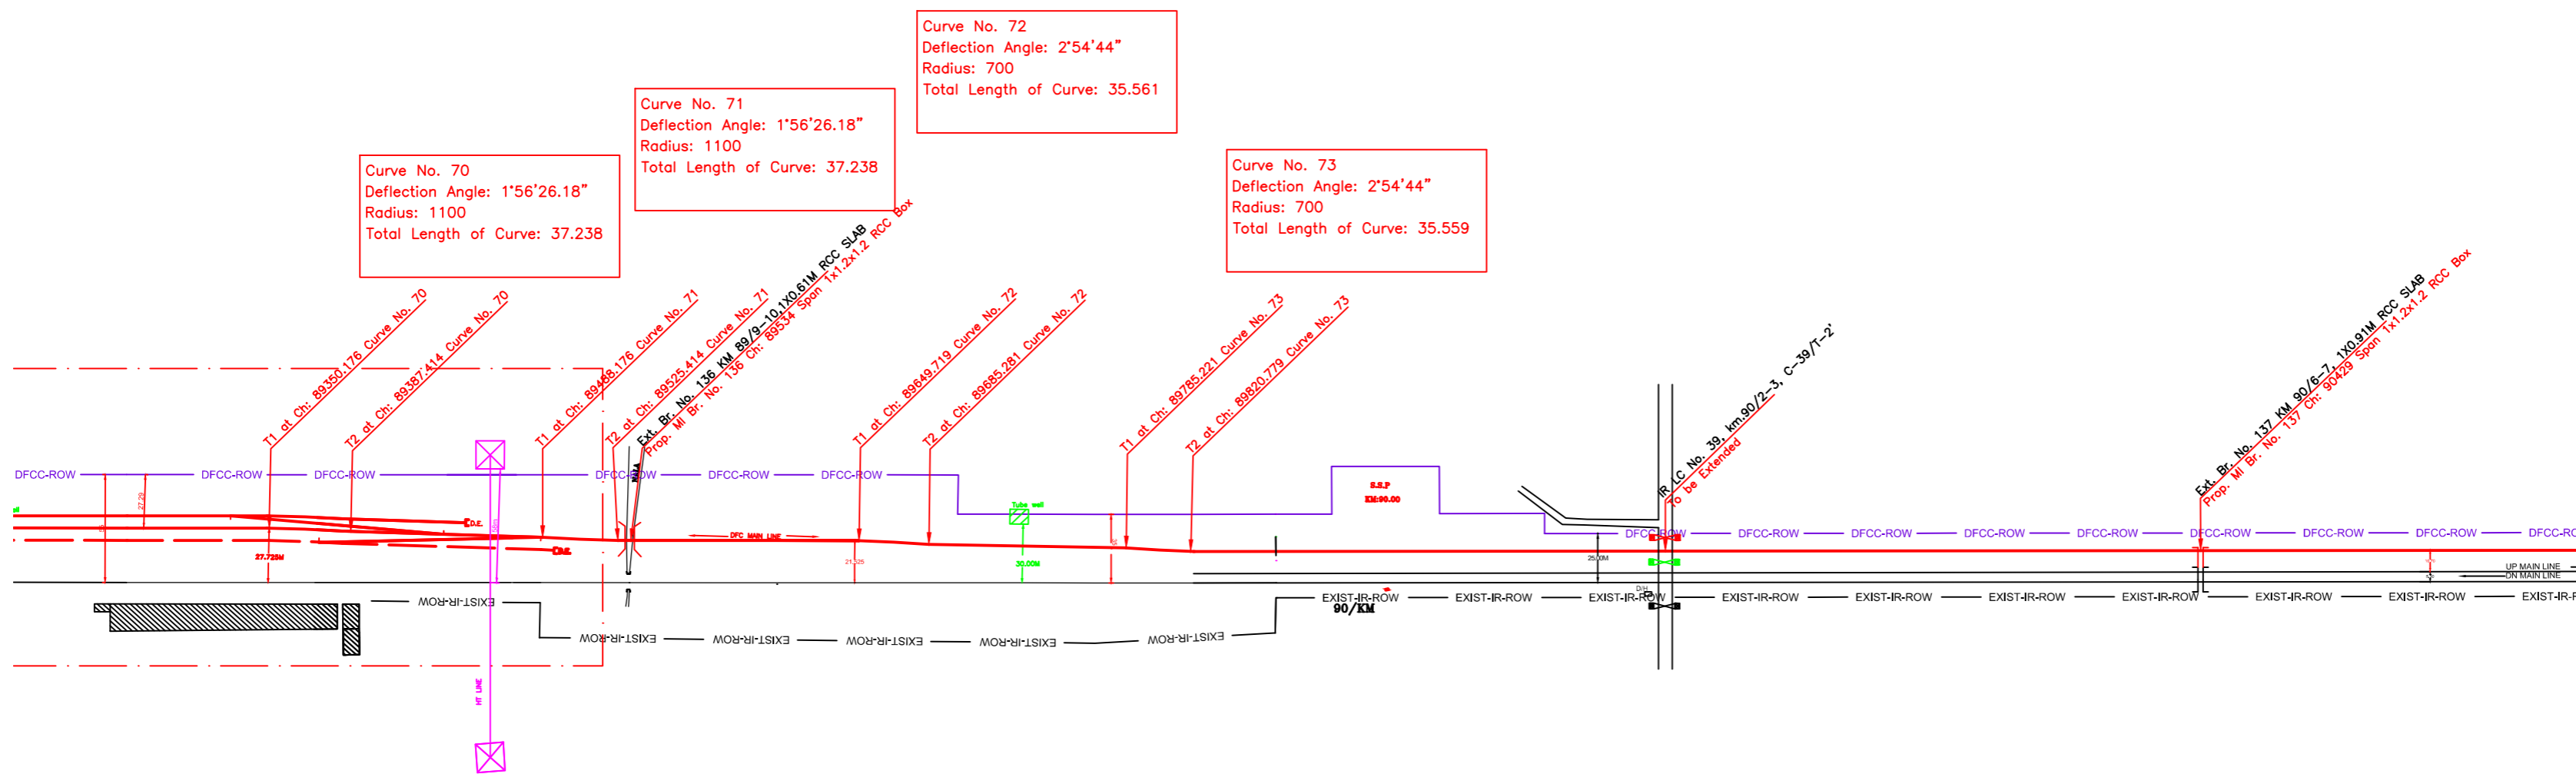 Curve No. 72
Deflection Angle: 2°54'44"
Radius: 700
Total Length of Curve: 35.561
Curve No. 71
Deflection Angle: 1°56'26.18"
Radius: 1100
Total Length of Curve: 37.238
Curve No. 70
Deflection Angle: 1°56'26.18"
Radius: 1100
Total Length of Curve: 37.238
Curve No. 73
Deflection Angle: 2°54'44"
Radius: 700
Total Length of Curve: 35.559
T1 at Ch: 89350.176 Curve No. 70
T2 at Ch: 89387.414 Curve No. 70
T1 at Ch: 89488.176 Curve No. 71
T2 at Ch: 89525.414 Curve No. 71
Ext. Br. No. 136 KM 89/9-10,1X0.61M RCC SLAB
Prop. MI Br. No. 136 Ch: 89534 Span 1x1.2x1.2 RCC Box
T1 at Ch: 89649.719 Curve No. 72
T2 at Ch: 89685.281 Curve No. 72
T1 at Ch: 89785.221 Curve No. 73
T2 at Ch: 89820.779 Curve No. 73
IR LC No. 39, km.90/2-3, C-39/T-2'
To be Extended
Ext. Br. No. 137 KM 90/6-7, 1X0.91M RCC SLAB
Prop. MI Br. No. 137 Ch: 90429 Span 1x1.2x1.2 RCC Box
DFCC-ROW DFCC-ROW DFCC-ROW DFCC-ROW DFCC-ROW DFCC-ROW
27.29
S.S.P
KM:90.00
Tube well
NALA
D.E.
DFC MAIN LINE
DFCC-ROW DFCC-ROW DFCC-ROW DFCC-ROW DFCC-ROW DFCC-ROW DFCC-ROW DFCC-ROW
27.725M
21.525
30.00M
25.00M
UP MAIN LINE
DN MAIN LINE
D/H
EXIST-IR-ROW
EXIST-IR-ROW EXIST-IR-ROW EXIST-IR-ROW EXIST-IR-ROW EXIST-IR-ROW EXIST-IR-ROW EXIST-IR-ROW EXIST-IR-ROW EXIST-IR-ROW
90/KM
EXIST-IR-ROW EXIST-IR-ROW EXIST-IR-ROW EXIST-IR-ROW EXIST-IR-ROW
HT LINE